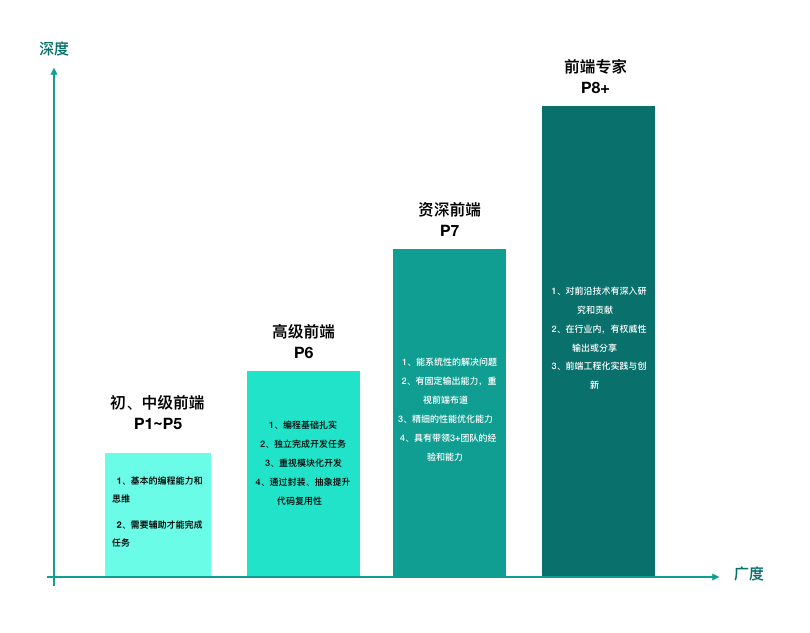 深度
前端专家
P8+
1、对前沿技术有深入研
究和贡献
2、在行业内，有权威性
输出或分享
3、前端工程化实践与创
新
资深前端
P7
1、能系统性的解决问题
2、有固定输出能力，重
视前端布道
3、精细的性能优化能力
4、具有带领3+团队的经
验和能力
高级前端
P6
1、编程基础扎实
2、独立完成开发任务
3、重视模块化开发
4、通过封装、抽象提升
代码复用性
初、中级前端
P1~P5
1、基本的编程能力和
思维
2、需要辅助才能完成
任务
广度